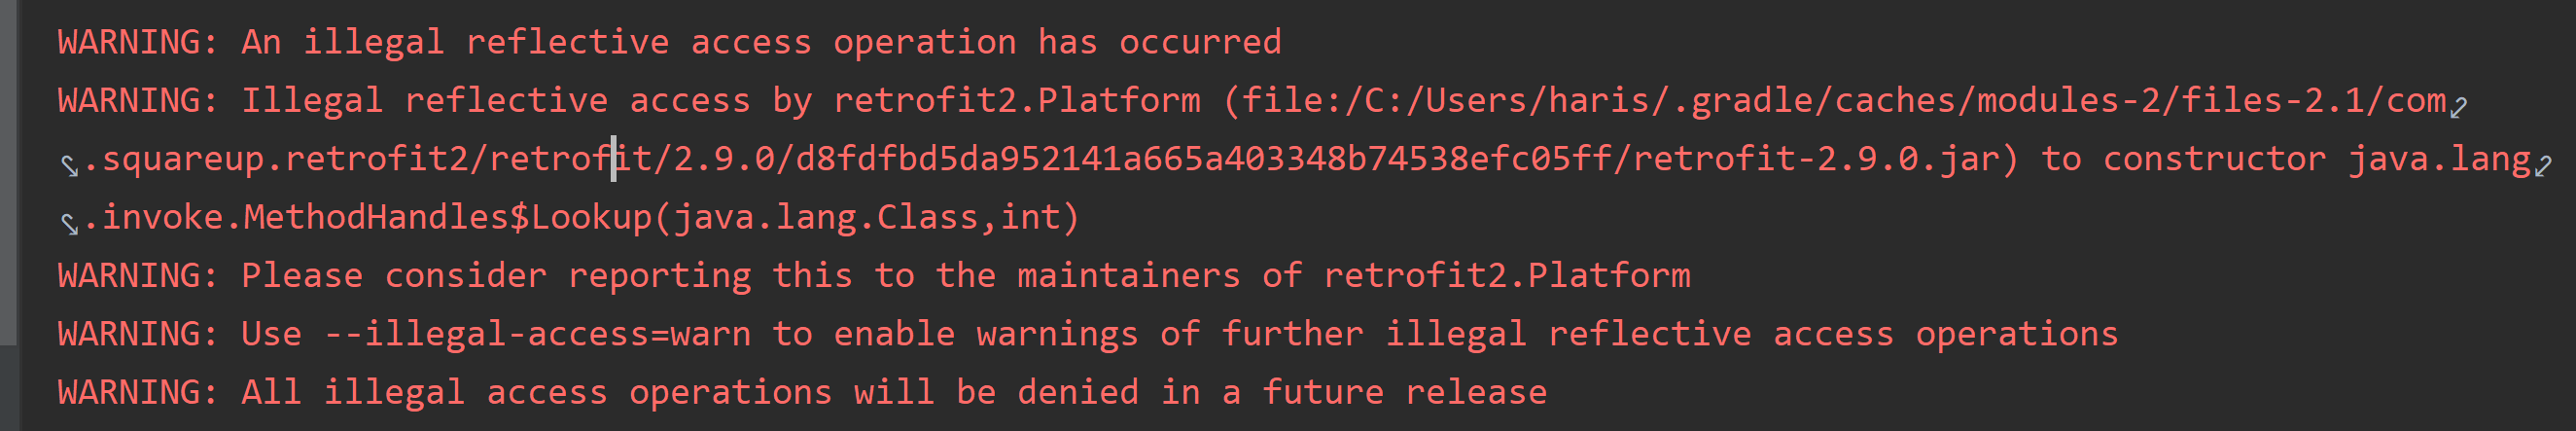 WARNING: An illegal reflective access operation has occurred
WARNING: Illegal reflective access by retrofit2.Platform (file:/C:/Users/haris/.gradle/caches/modules-2/files-2.1/com
.squareup.retrofit2/retrofit/2.9.0/d8fdfbd5da952141a665a403348b74538efc05ff/retrofit-2.9.0.jar) to constructor java.lang
.invoke.MethodHandles$Lookup(java.lang.Class,int)
WARNING: Please consider reporting this to the maintainers of retrofit2.Platform
WARNING: Use --illegal-access=warn to enable warnings of further illegal reflective access operations
WARNING: All illegal access operations will be denied in a future release